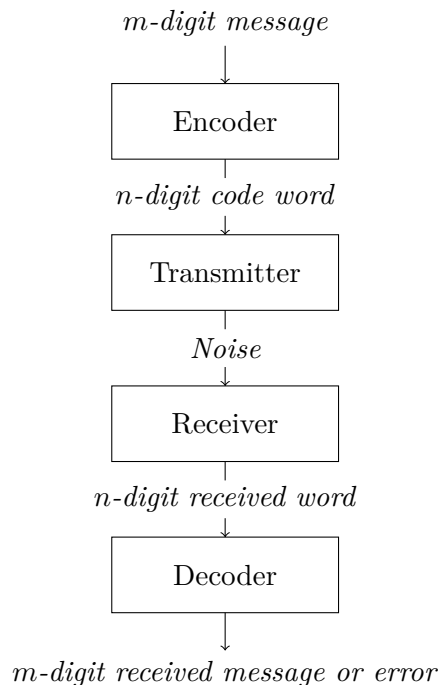 m-digit message
Encoder
n-digit code word
Transmitter
Noise
Receiver
n-digit received word
Decoder
m-digit received message or error